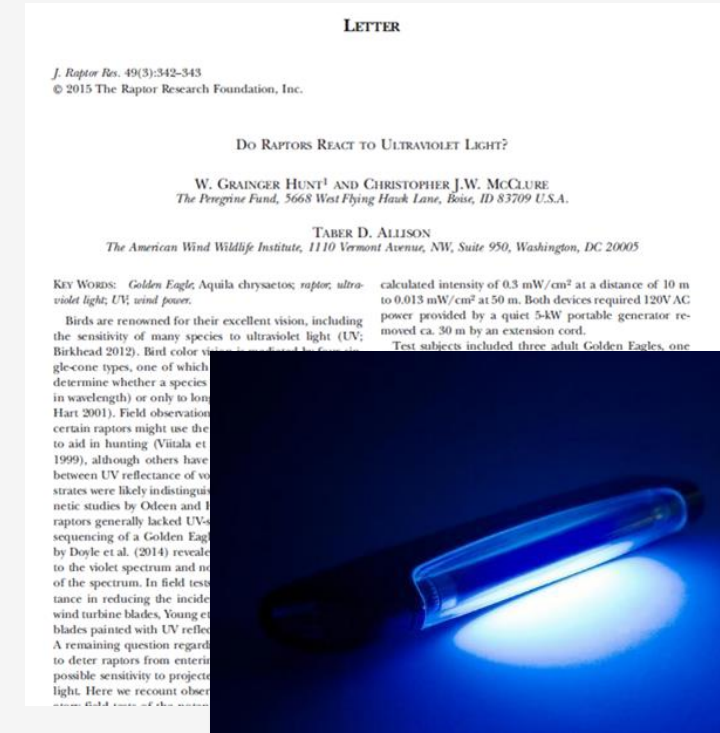 LETTER
J. Raptor Res. 49(3):342–343
© 2015 The Raptor Research Foundation, Inc.
DO RAPTORS REACT TO ULTRAVIOLET LIGHT?
W. GRAINGER HUNT¹ AND CHRISTOPHER J.W. MCCLURE
The Peregrine Fund, 5668 West Flying Hawk Lane, Boise, ID 83709 U.S.A.
TABER D. ALLISON
The American Wind Wildlife Institute, 1110 Vermont Avenue, NW, Suite 950, Washington, DC 20005
KEY WORDS: Golden Eagle; Aquila chrysaetos; raptor; ultra-
violet light; UV; wind power.
Birds are renowned for their excellent vision, including
the sensitivity of many species to ultraviolet light (UV;
Birkhead 2012). Bird color vision is mediated by four sin-
gle-cone types, one of which
determine whether a species
in wavelength) or only to
Hart 2001). Field
certain raptors might use the
to aid in hunting (Viitala et
1999), although others have
between UV reflectance of
strates were likely
netic studies by Odeen and
raptors generally lacked
sequencing of a Golden
by Doyle et al. (2014)
to the violet spectrum and
of the spectrum. In field
tance in reducing the
wind turbine blades, Young et
blades painted with UV
A remaining question
to deter raptors from
possible sensitivity to
light. Here we recount
calculated intensity of 0.3 mW/cm² at a distance of 10 m
to 0.013 mW/cm² at 50 m. Both devices required 120V AC
power provided by a quiet 5-kW portable generator re-
moved ca. 30 m by an extension cord.
Test subjects included three adult Golden Eagles, one